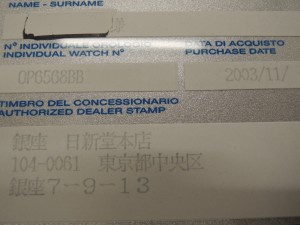 NAME - SURNAME
様
N° INDIVIDUALE OROLOGIO DATA DI ACQUISTO
INDIVIDUAL WATCH N° PURCHASE DATE
OP6568BB 2003/11/
TIMBRO DEL CONCESSIONARIO
AUTHORIZED DEALER STAMP
銀座 日新堂本店
104-0061 東京都中央区
銀座7-9-13